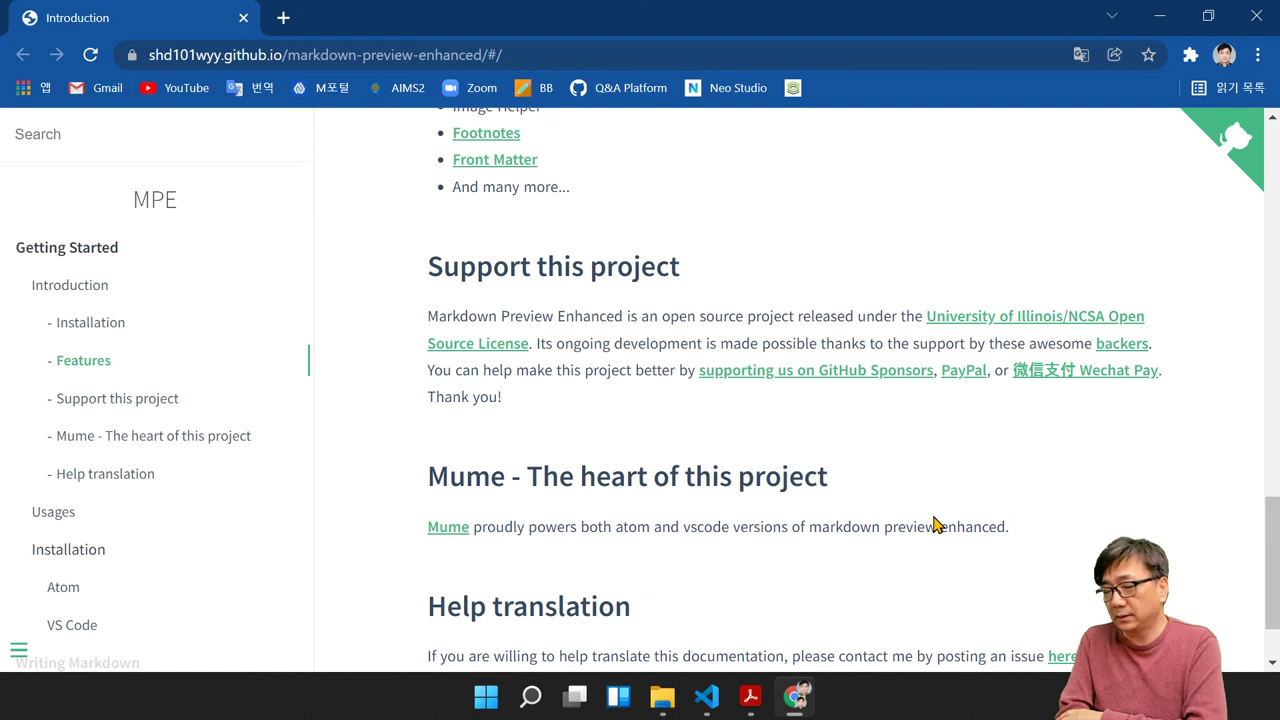 Introduction
shd101wyy.github.io/markdown-preview-enhanced/#/
앱
Gmail
YouTube
번역
M포털
AIMS2
Zoom
BB
Q&A Platform
Neo Studio
읽기 목록
Search
MPE
Getting Started
Introduction
- Installation
- Features
- Support this project
- Mume - The heart of this project
- Help translation
Usages
Installation
Atom
VS Code
Writing Markdown
• Image Helper
• Footnotes
• Front Matter
• And many more...
Support this project
Markdown Preview Enhanced is an open source project released under the University of Illinois/NCSA Open
Source License. Its ongoing development is made possible thanks to the support by these awesome backers.
You can help make this project better by supporting us on GitHub Sponsors, PayPal, or 微信支付 Wechat Pay.
Thank you!
Mume - The heart of this project
Mume proudly powers both atom and vscode versions of markdown preview enhanced.
Help translation
If you are willing to help translate this documentation, please contact me by posting an issue here